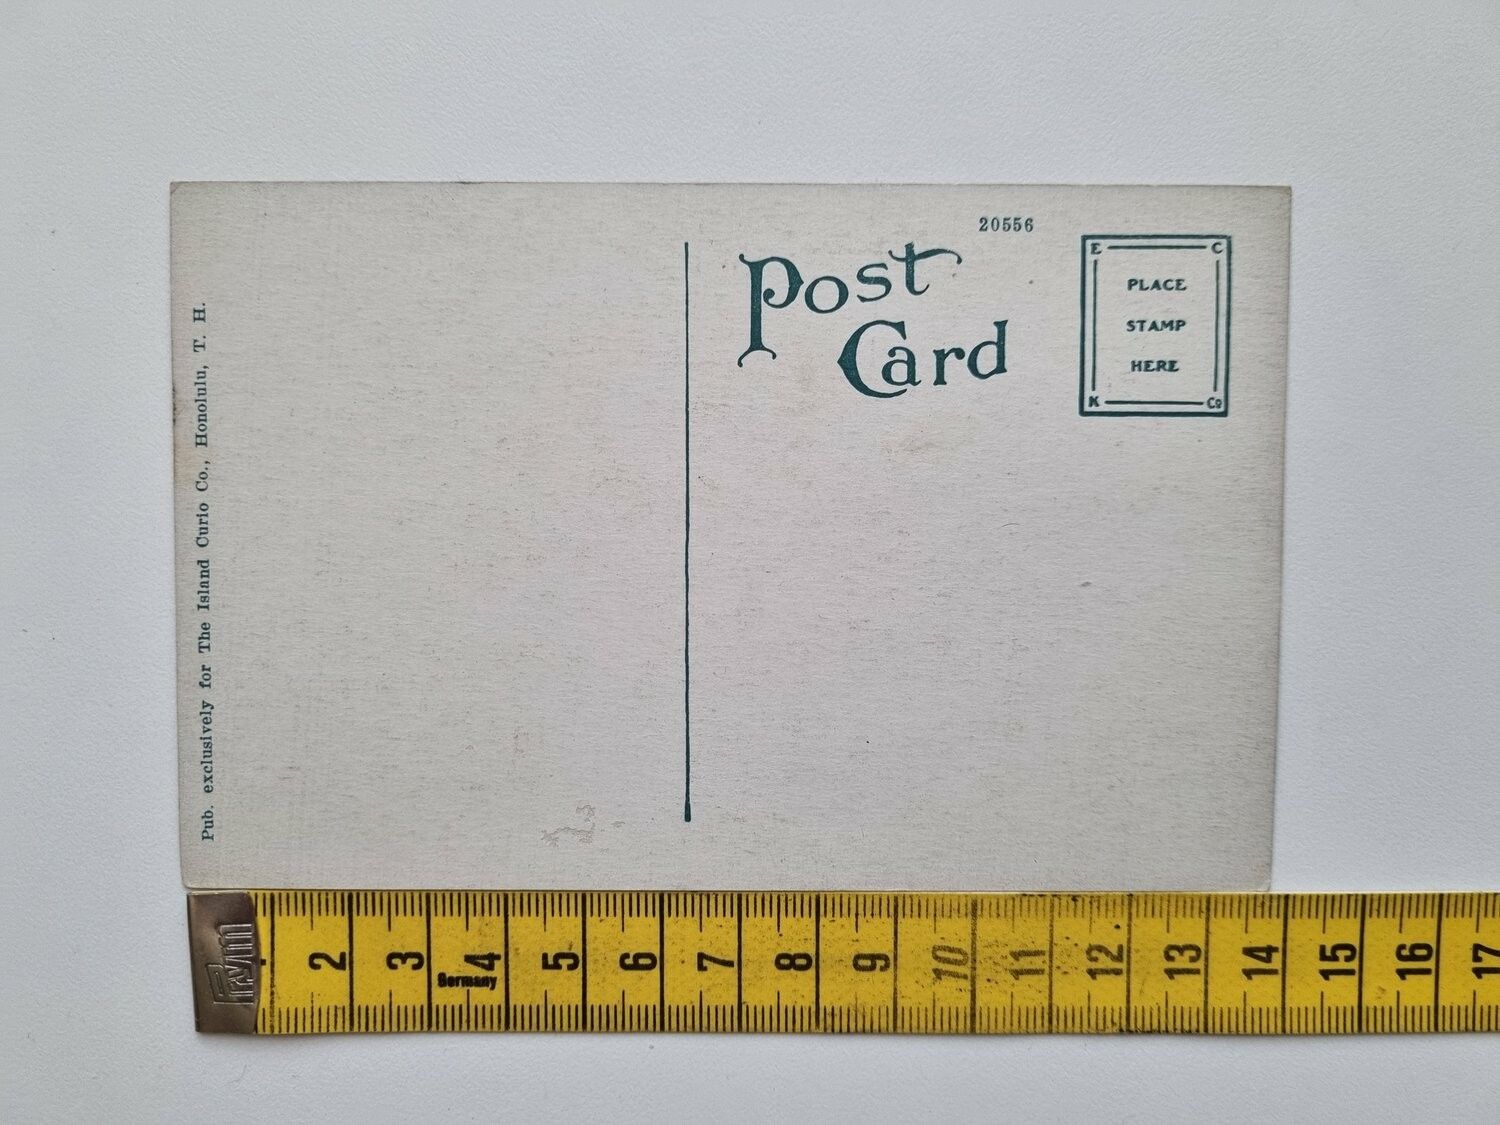 20556
Post
Card
E C
PLACE
STAMP
HERE
K Co
Pub. exclusively for The Island Curio Co., Honolulu, T. H.
Prym
2 3 4 5 6 7 8 9 10 11 12 13 14 15 16 17
Germany